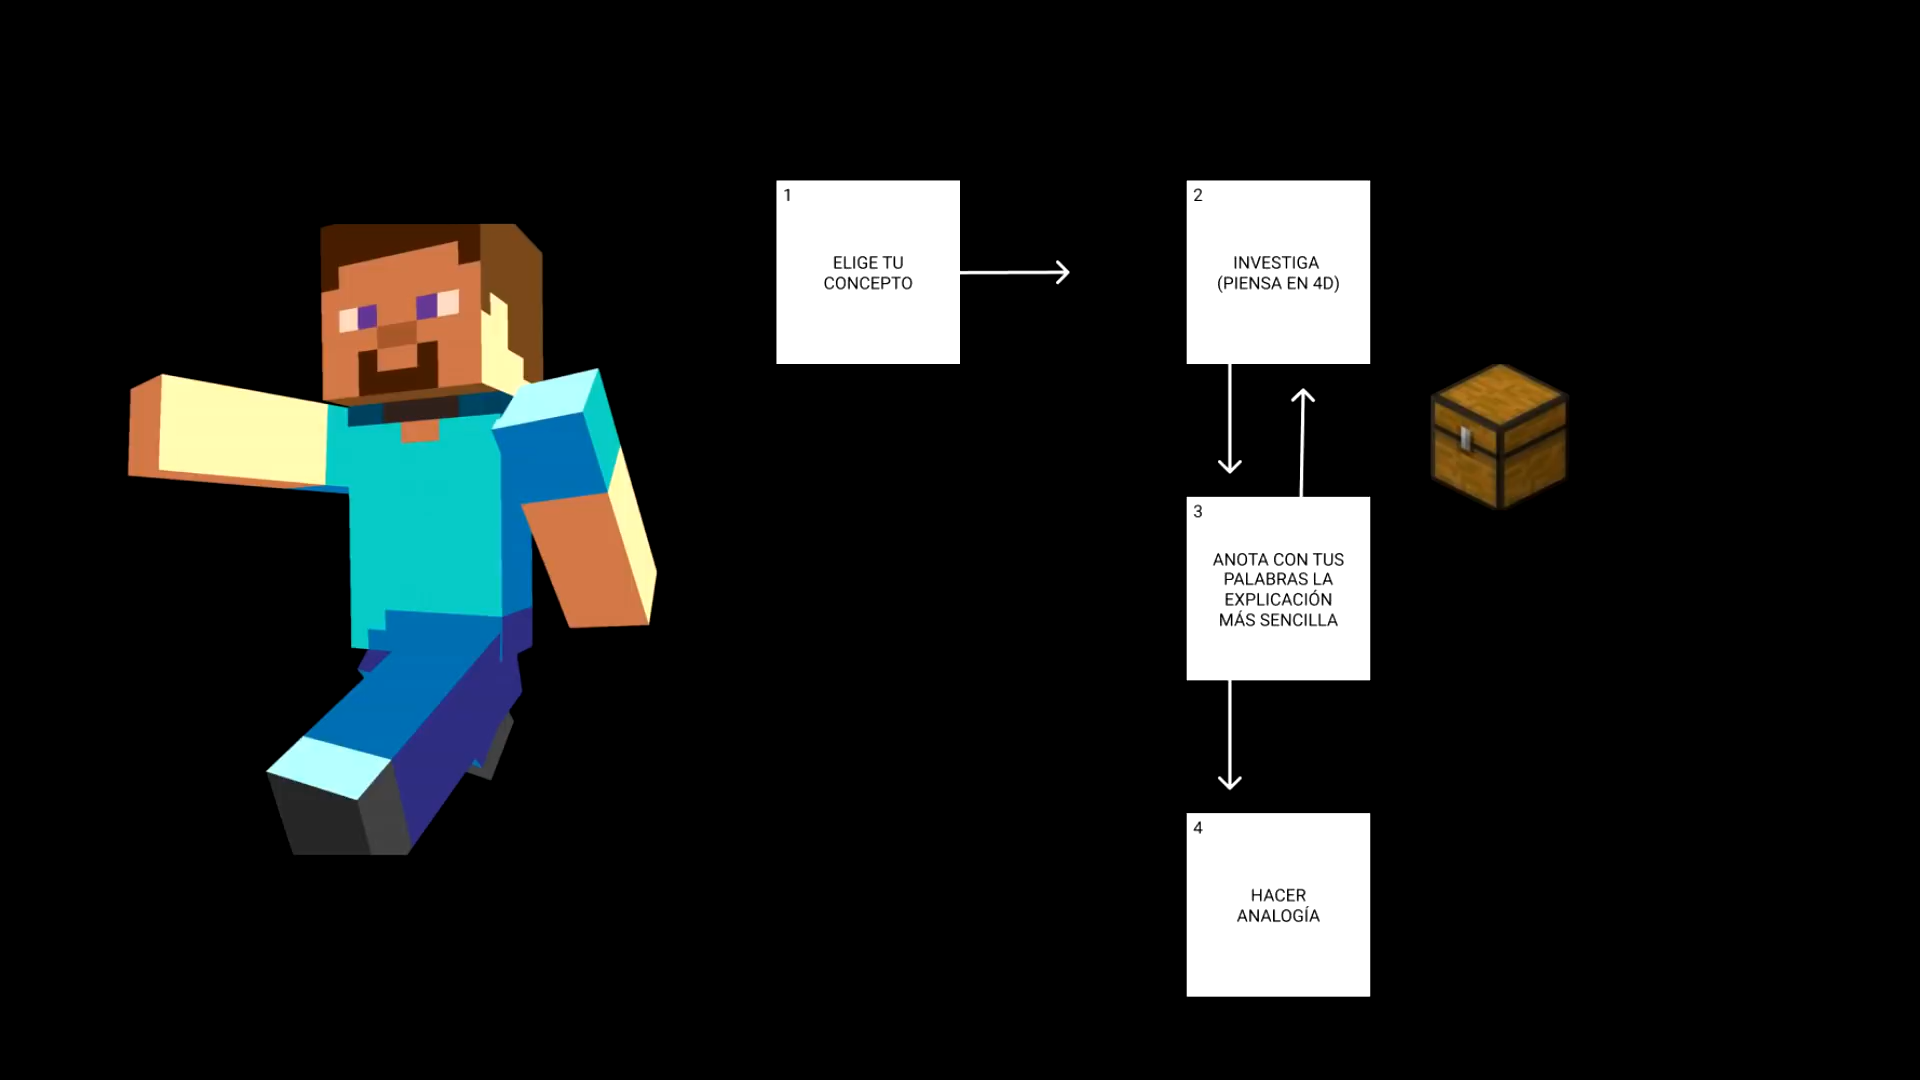 1
ELIGE TU
CONCEPTO
2
INVESTIGA
(PIENSA EN 4D)
3
ANOTA CON TUS
PALABRAS LA
EXPLICACIÓN
MÁS SENCILLA
4
HACER
ANALOGÍA